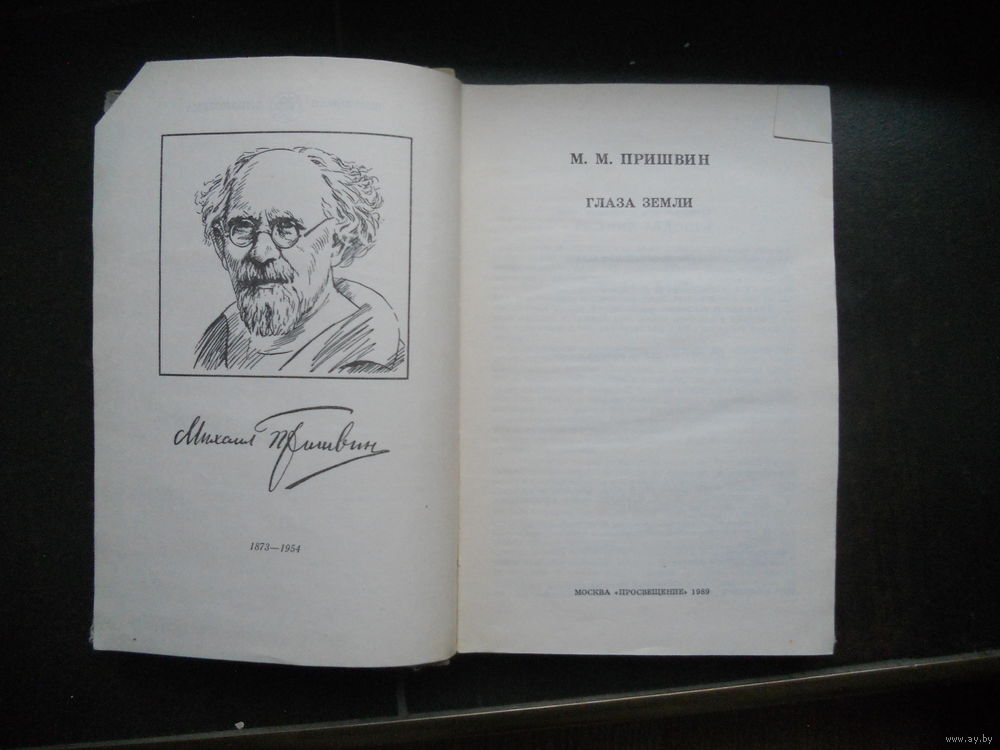 Михаил Пришвин
1873—1954
М. М. ПРИШВИН
ГЛАЗА ЗЕМЛИ
МОСКВА «ПРОСВЕЩЕНИЕ» 1989
www.ay.by